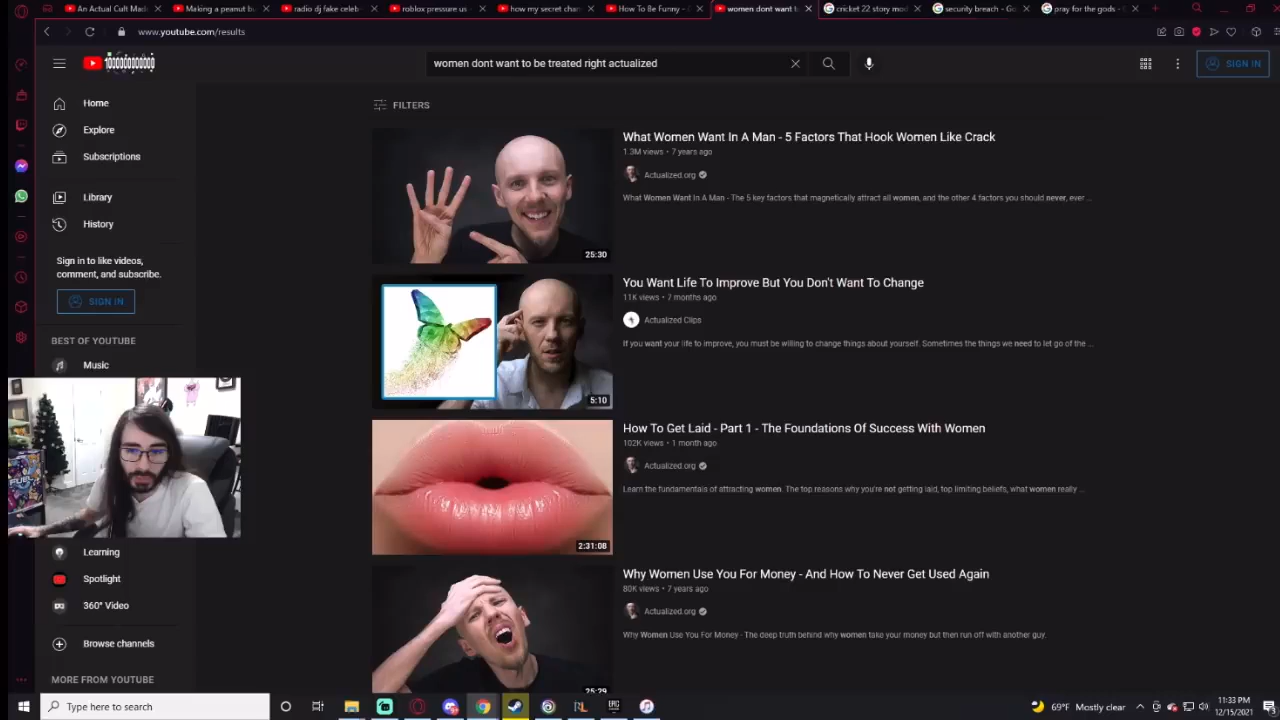 An Actual Cult Made
Making a peanut bu
radio dj fake celeb
roblox pressure us
how my secret chan
How To Be Funny -
women dont want t
cricket 22 story mod
security breach - Go
pray for the gods - S
www.youtube.com/results
women dont want to be treated right actualized
SIGN IN
Home
Explore
Subscriptions
Library
History
Sign in to like videos,
comment, and subscribe.
SIGN IN
BEST OF YOUTUBE
Music
Learning
Spotlight
360° Video
Browse channels
MORE FROM YOUTUBE
FILTERS
25:30
What Women Want In A Man - 5 Factors That Hook Women Like Crack
1.3M views • 7 years ago
Actualized.org
What Women Want In A Man - The 5 key factors that magnetically attract all women, and the other 4 factors you should never, ever ...
5:10
You Want Life To Improve But You Don't Want To Change
11K views • 7 months ago
Actualized Clips
If you want your life to improve, you must be willing to change things about yourself. Sometimes the things we need to let go of the ...
2:31:08
How To Get Laid - Part 1 - The Foundations Of Success With Women
102K views • 1 month ago
Actualized.org
Learn the fundamentals of attracting women. The top reasons why you're not getting laid, top limiting beliefs, what women really ...
25:29
Why Women Use You For Money - And How To Never Get Used Again
80K views • 7 years ago
Actualized.org
Why Women Use You For Money - The deep truth behind why women take your money but then run off with another guy.
Type here to search
EPIC
69°F Mostly clear
11:33 PM
12/15/2021